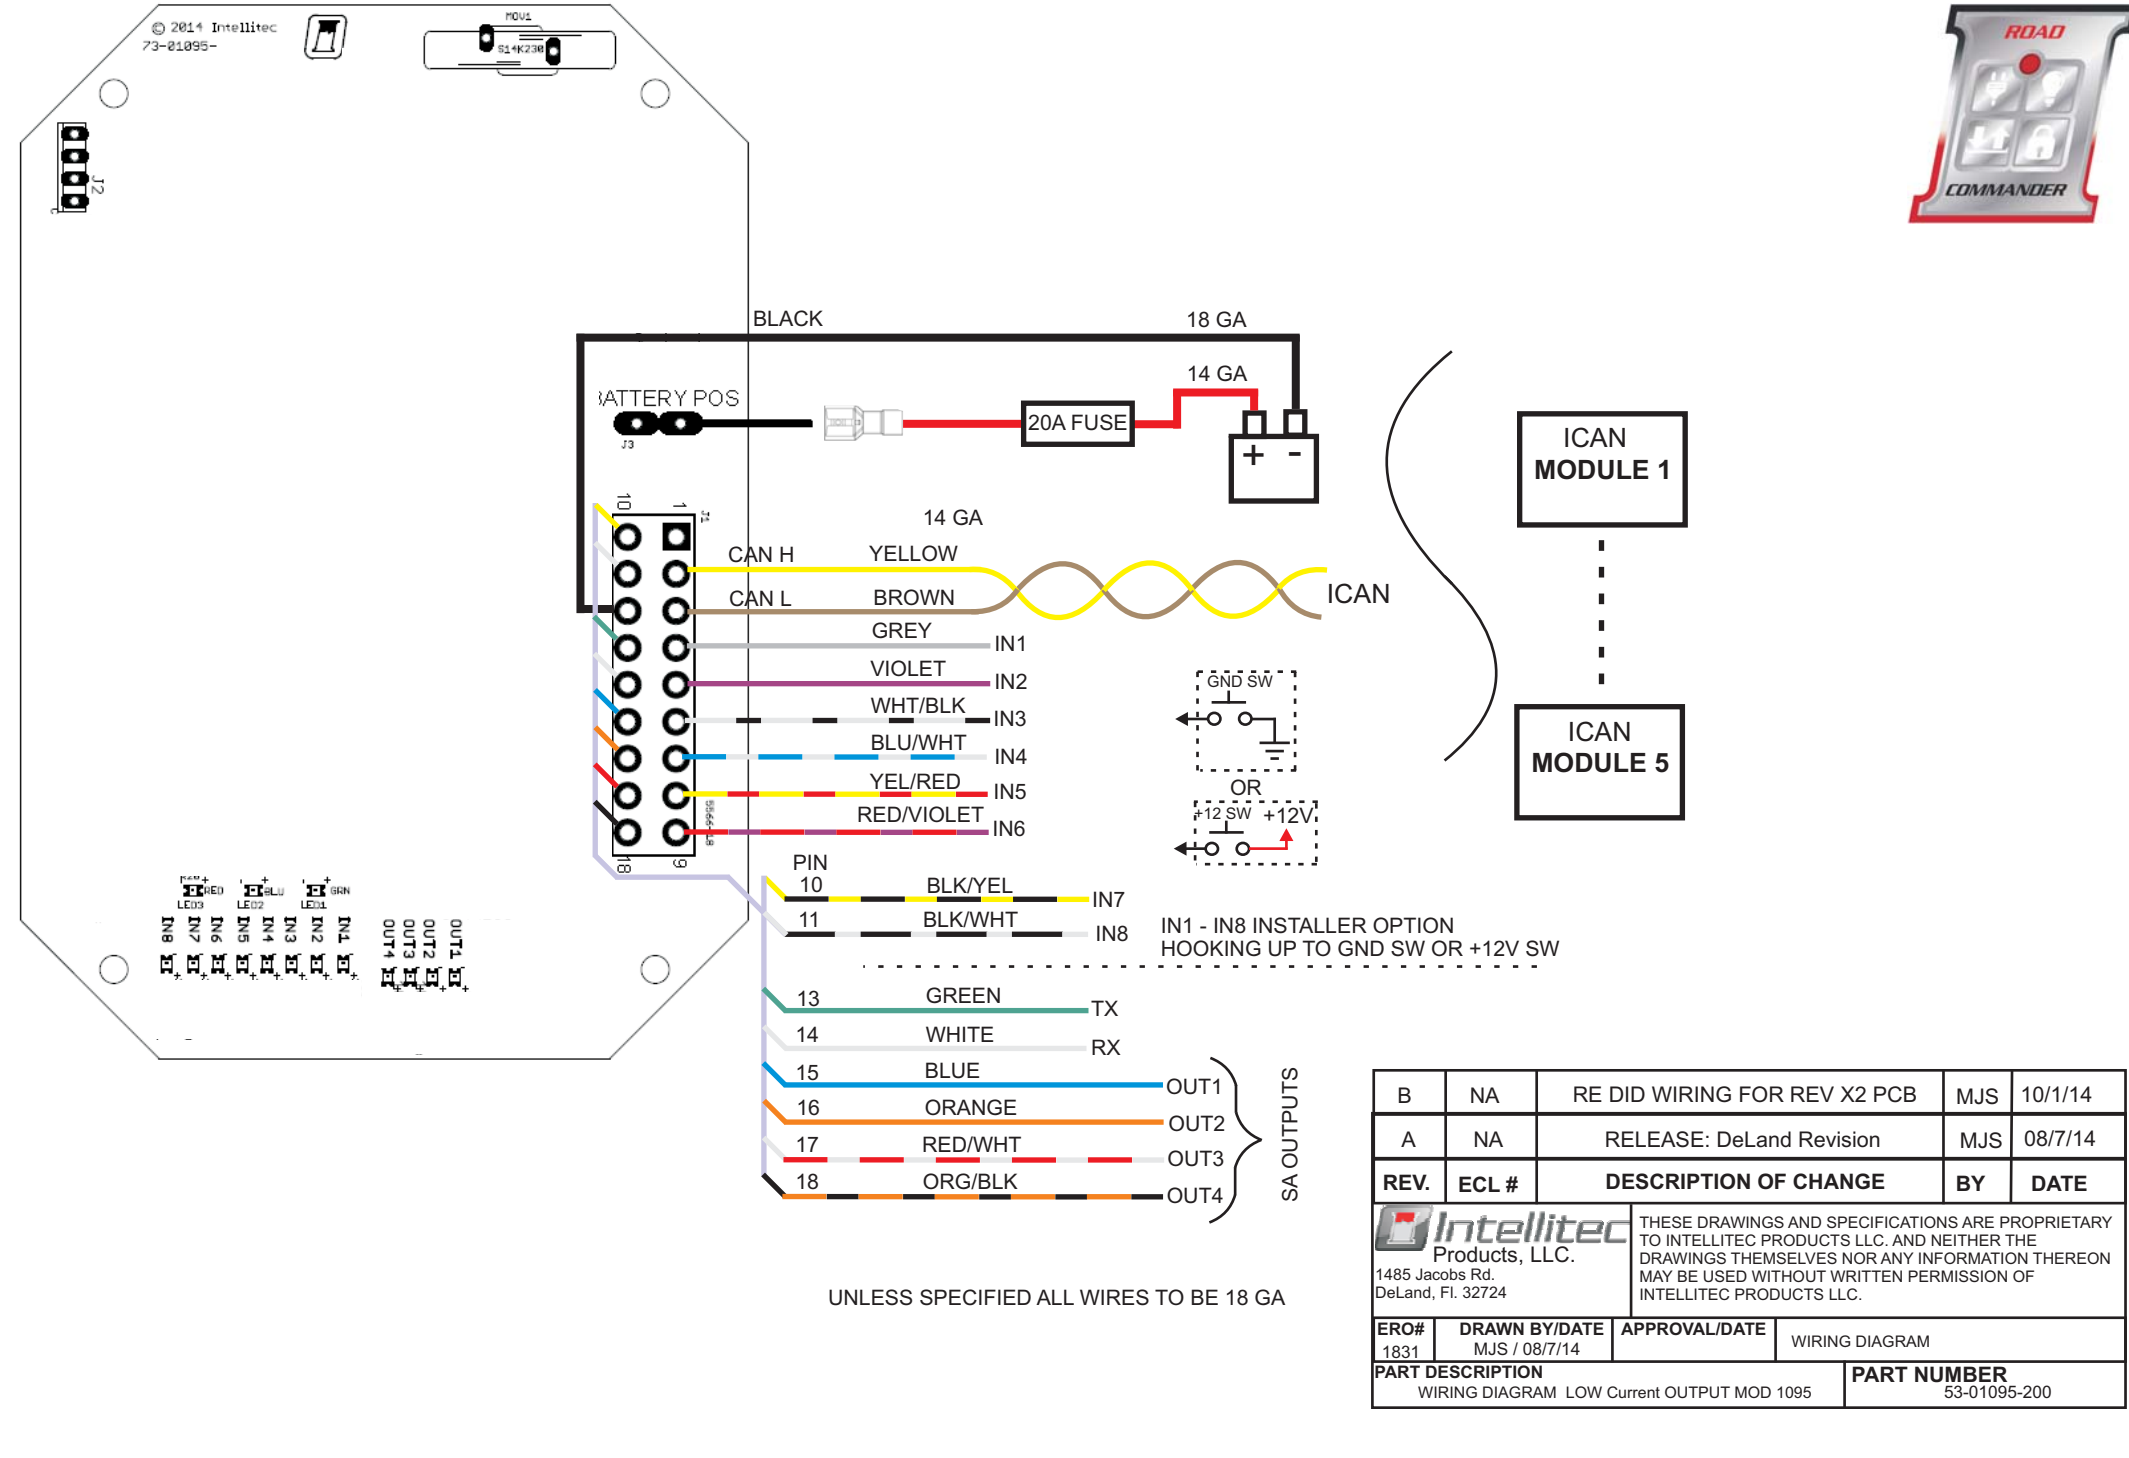 © 2014 Intellitec
73-01095-
MOV1
S14K230
ROAD
COMMANDER
J2
BLACK
18 GA
14 GA
BATTERY POS
J3
20A FUSE
+ -
ICAN
MODULE 1
10 1
J1
14 GA
CAN H YELLOW
CAN L BROWN
ICAN
GREY IN1
VIOLET IN2
WHT/BLK IN3
BLU/WHT IN4
YEL/RED IN5
RED/VIOLET IN6
5566-18
18 9
GND SW
OR
+12 SW +12V
ICAN
MODULE 5
PIN
10 BLK/YEL IN7
11 BLK/WHT IN8
IN1 - IN8 INSTALLER OPTION
HOOKING UP TO GND SW OR +12V SW
RED BLU GRN
LED3 LED2 LED1
IN8 IN7 IN6 IN5 IN4 IN3 IN2 IN1
OUT4 OUT3 OUT2 OUT1
13 GREEN TX
14 WHITE RX
15 BLUE OUT1
16 ORANGE OUT2
17 RED/WHT OUT3
18 ORG/BLK OUT4
SA OUTPUTS
UNLESS SPECIFIED ALL WIRES TO BE 18 GA
B NA RE DID WIRING FOR REV X2 PCB MJS 10/1/14
A NA RELEASE: DeLand Revision MJS 08/7/14
REV. ECL # DESCRIPTION OF CHANGE BY DATE
Intellitec
Products, LLC.
1485 Jacobs Rd.
DeLand, Fl. 32724
THESE DRAWINGS AND SPECIFICATIONS ARE PROPRIETARY
TO INTELLITEC PRODUCTS LLC. AND NEITHER THE
DRAWINGS THEMSELVES NOR ANY INFORMATION THEREON
MAY BE USED WITHOUT WRITTEN PERMISSION OF
INTELLITEC PRODUCTS LLC.
ERO# DRAWN BY/DATE APPROVAL/DATE
1831 MJS / 08/7/14 WIRING DIAGRAM
PART DESCRIPTION PART NUMBER
WIRING DIAGRAM LOW Current OUTPUT MOD 1095 53-01095-200